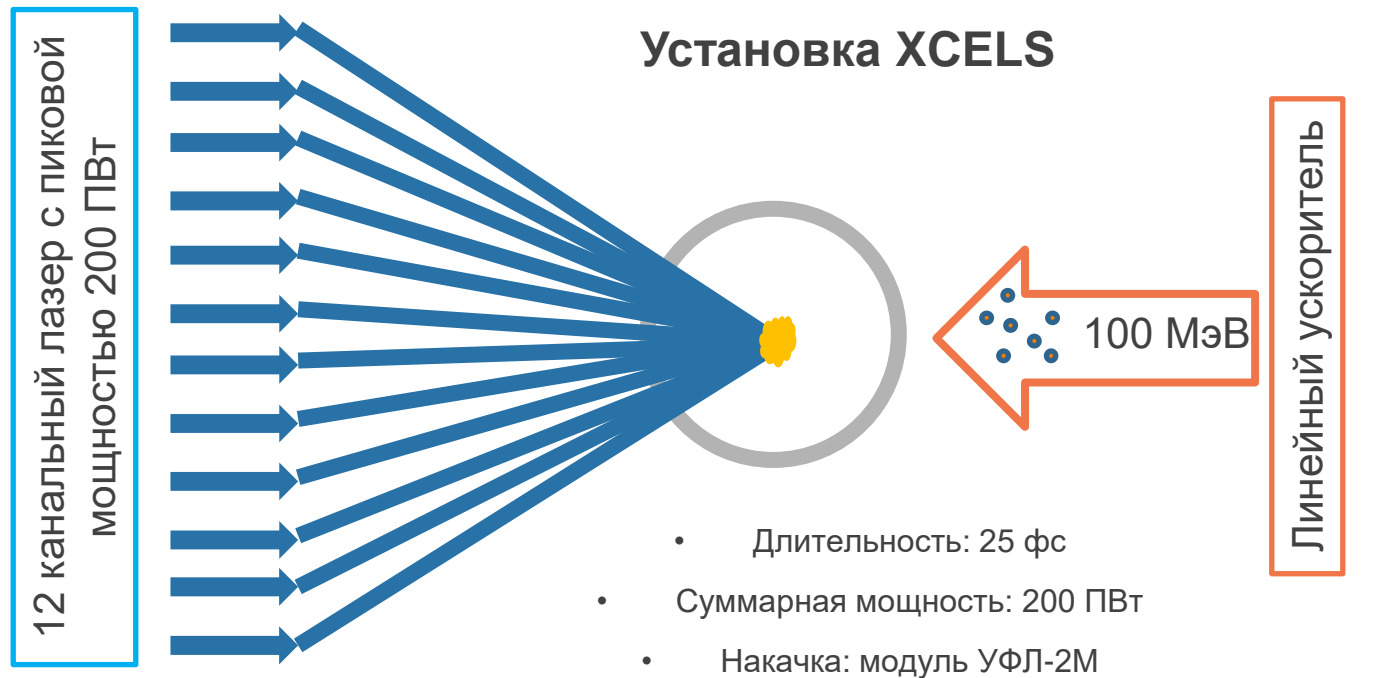 Установка XCELS
12 канальный лазер с пиковой
мощностью 200 ПВт
100 МэВ
Линейный ускоритель
• Длительность: 25 фс
• Суммарная мощность: 200 ПВт
• Накачка: модуль УФЛ-2М